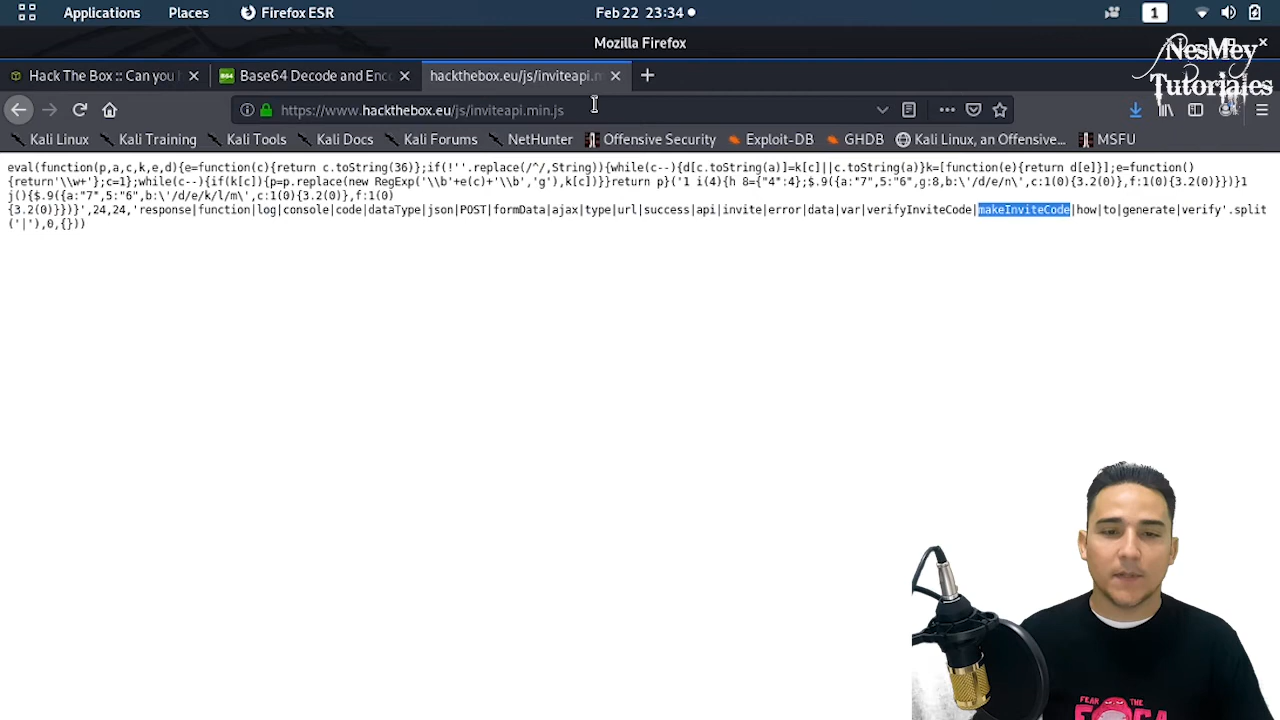 Applications Places Firefox ESR Feb 22 23:34 1
Mozilla Firefox
NesMey
Tutoriales
Hack The Box :: Can you Base64 Decode and Enc hackthebox.eu/js/inviteapi.m
https://www.hackthebox.eu/js/inviteapi.min.js
Kali Linux Kali Training Kali Tools Kali Docs Kali Forums NetHunter Offensive Security Exploit-DB GHDB Kali Linux, an Offensive… MSFU
eval(function(p,a,c,k,e,d){e=function(c){return c.toString(36)};if(!''.replace(/^/,String)){while(c--){d[c.toString(a)]=k[c]||c.toString(a)}k=[function(e){return d[e]}];e=function()
{return'\\w+'};c=1};while(c--){if(k[c]){p=p.replace(new RegExp('\\b'+e(c)+'\\b','g'),k[c])}}return p}('1 i(4){h 8={"4":4};$.9({a:"7",5:"6",g:8,b:\'/d/e/n\',c:1(0){3.2(0)},f:1(0){3.2(0)}})}1
j(){$.9({a:"7",5:"6",b:\'/d/e/k/l/m\',c:1(0){3.2(0)},f:1(0)
{3.2(0)}})}',24,24,'response|function|log|console|code|dataType|json|POST|formData|ajax|type|url|success|api|invite|error|data|var|verifyInviteCode|makeInviteCode|how|to|generate|verify'.split
('|'),0,{}))
FEAR THE